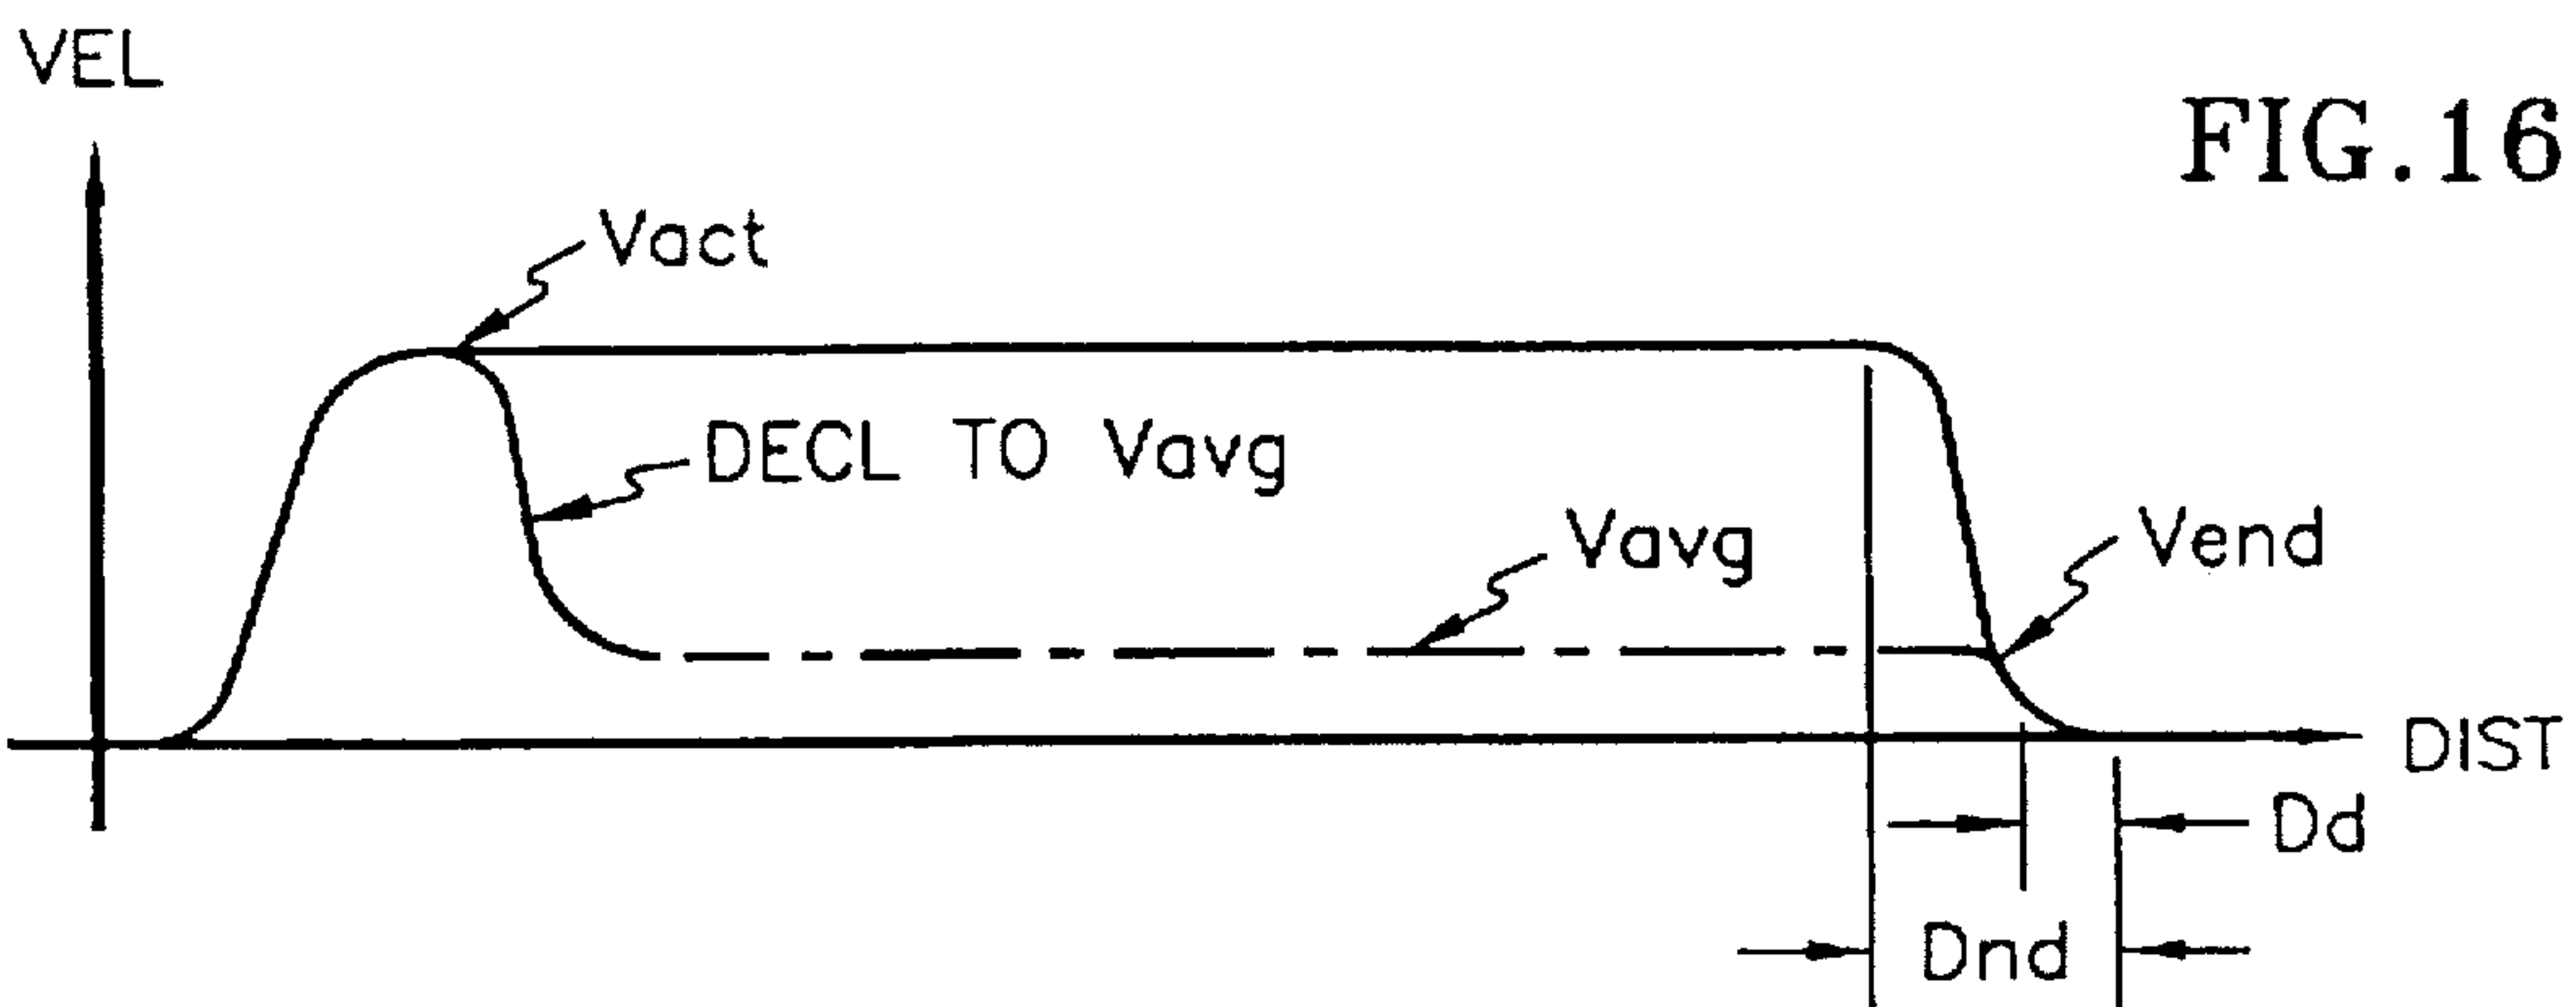 VEL
FIG.16
Vact
DECL TO Vavg
Vavg
Vend
DIST
Dd
Dnd